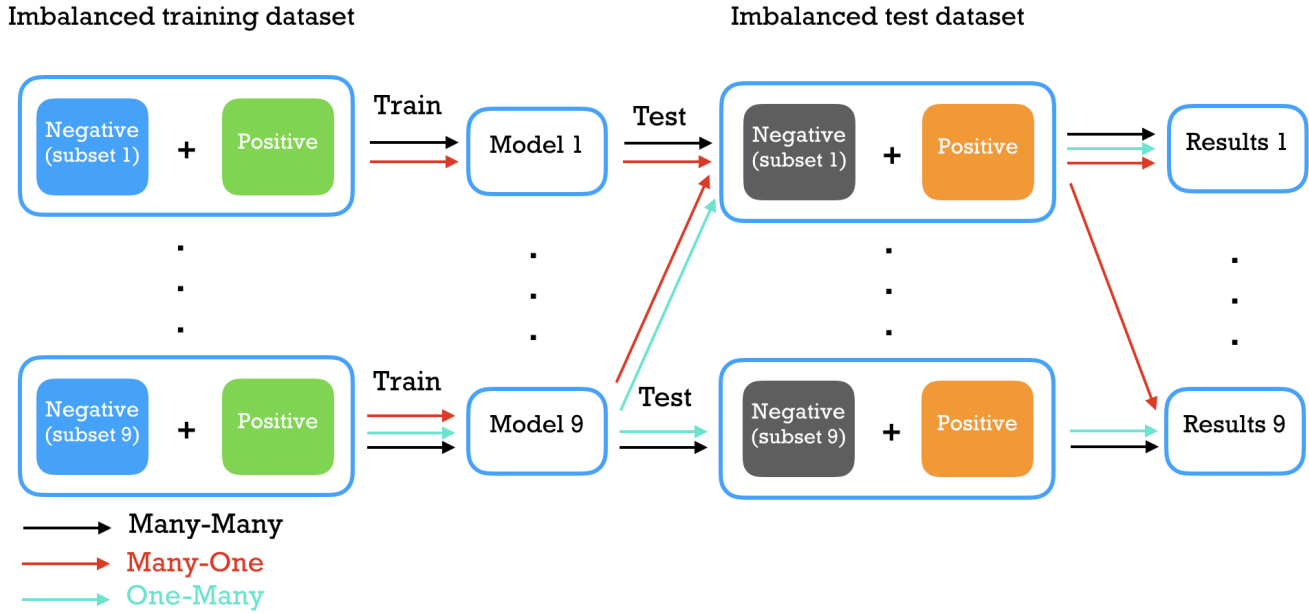 Imbalanced training dataset
Imbalanced test dataset
Negative
(subset 1)
+
Positive
Train
Model 1
Test
Negative
(subset 1)
+
Positive
Results 1
.
.
.
.
.
.
.
.
.
.
.
.
Negative
(subset 9)
+
Positive
Train
Model 9
Test
Negative
(subset 9)
+
Positive
Results 9
Many-Many
Many-One
One-Many